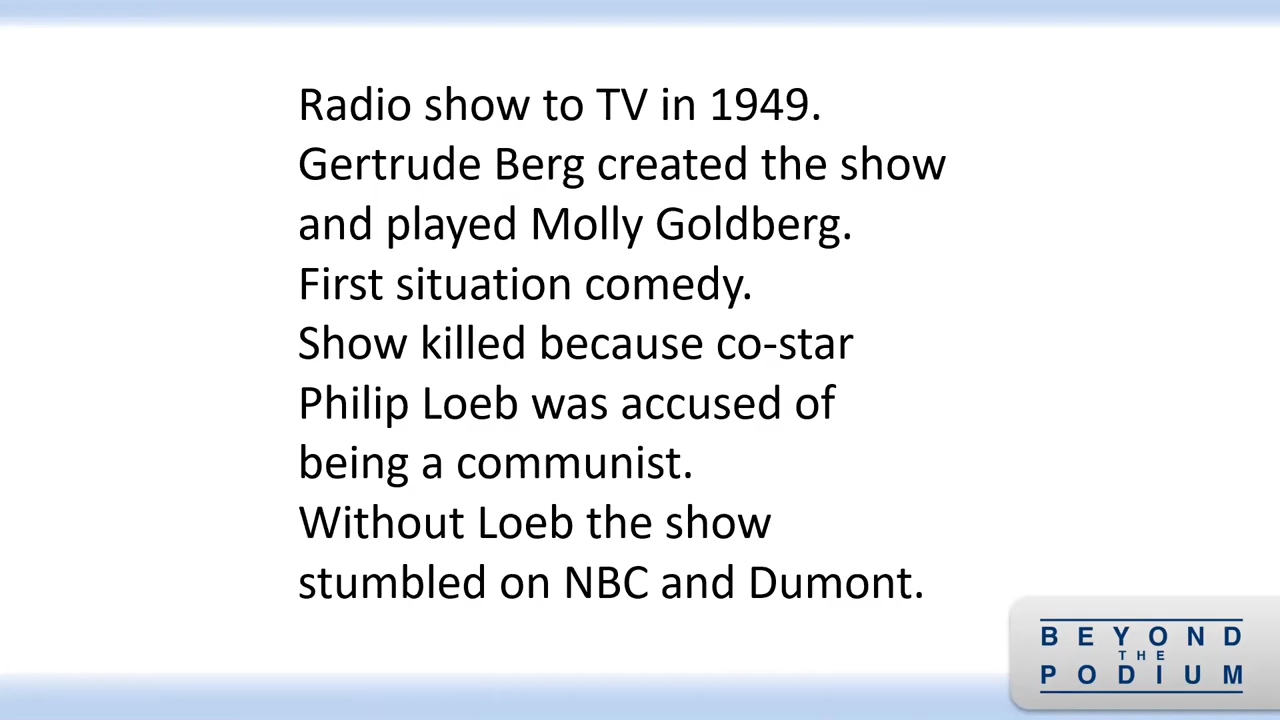 Radio show to TV in 1949.
Gertrude Berg created the show
and played Molly Goldberg.
First situation comedy.
Show killed because co-star
Philip Loeb was accused of
being a communist.
Without Loeb the show
stumbled on NBC and Dumont.
BEYOND
THE
PODIUM